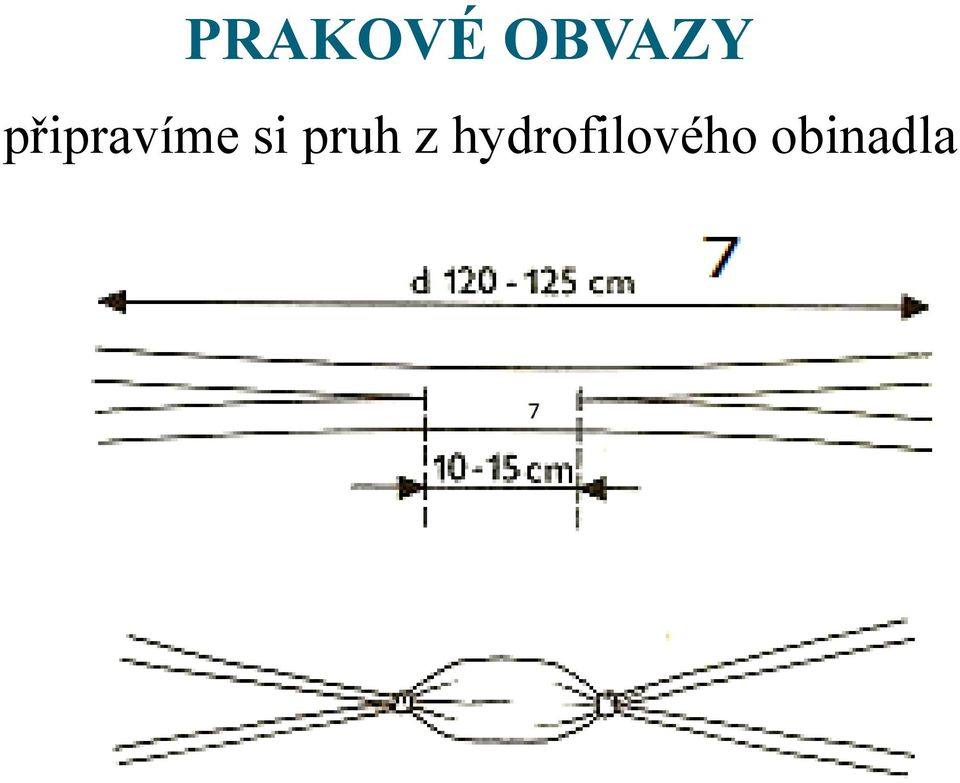 PRAKOVÉ OBVAZY
připravíme si pruh z hydrofilového obinadla
7
d 120 - 125 cm
7
10 - 15 cm